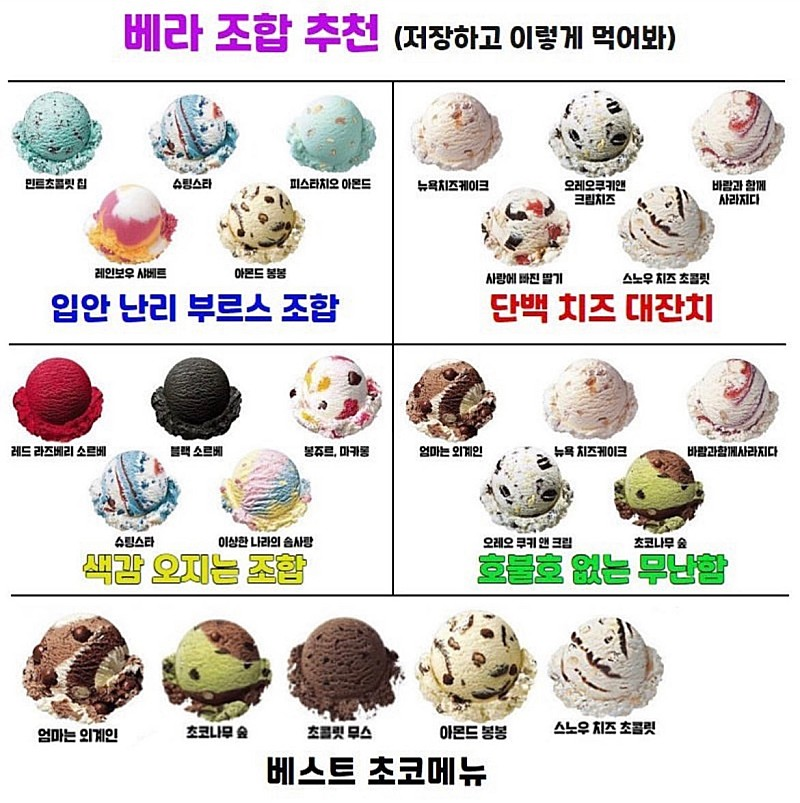 베라 조합 추천 (저장하고 이렇게 먹어봐)
민트초콜릿 칩
슈팅스타
피스타치오 아몬드
레인보우 샤베트
아몬드 봉봉
입안 난리 부르스 조합
뉴욕치즈케이크
오레오쿠키앤
크림치즈
바람과 함께
사라지다
사랑에 빠진 딸기
스노우 치즈 초콜릿
단백 치즈 대잔치
레드 라즈베리 소르베
블랙 소르베
봉쥬르, 마카롱
슈팅스타
이상한 나라의 솜사탕
색감 오지는 조합
엄마는 외계인
뉴욕 치즈케이크
바람과함께사라지다
오레오 쿠키 앤 크림
초코나무 숲
호불호 없는 무난함
엄마는 외계인
초코나무 숲
초콜릿 무스
아몬드 봉봉
스노우 치즈 초콜릿
베스트 초코메뉴